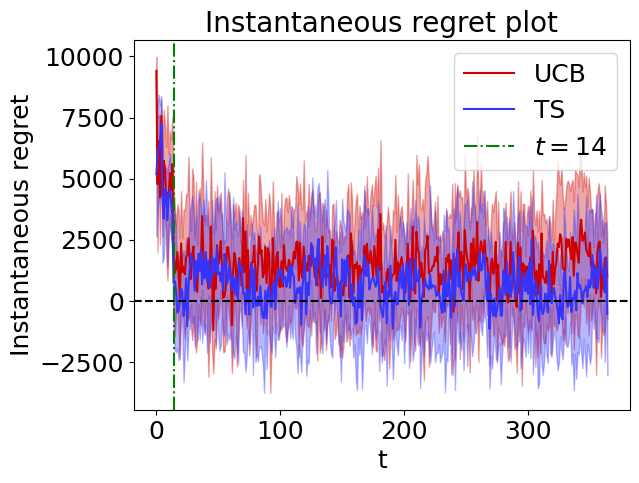 Instantaneous regret plot
Instantaneous regret
10000
7500
5000
2500
0
−2500
UCB
TS
t = 14
0 100 200 300
t